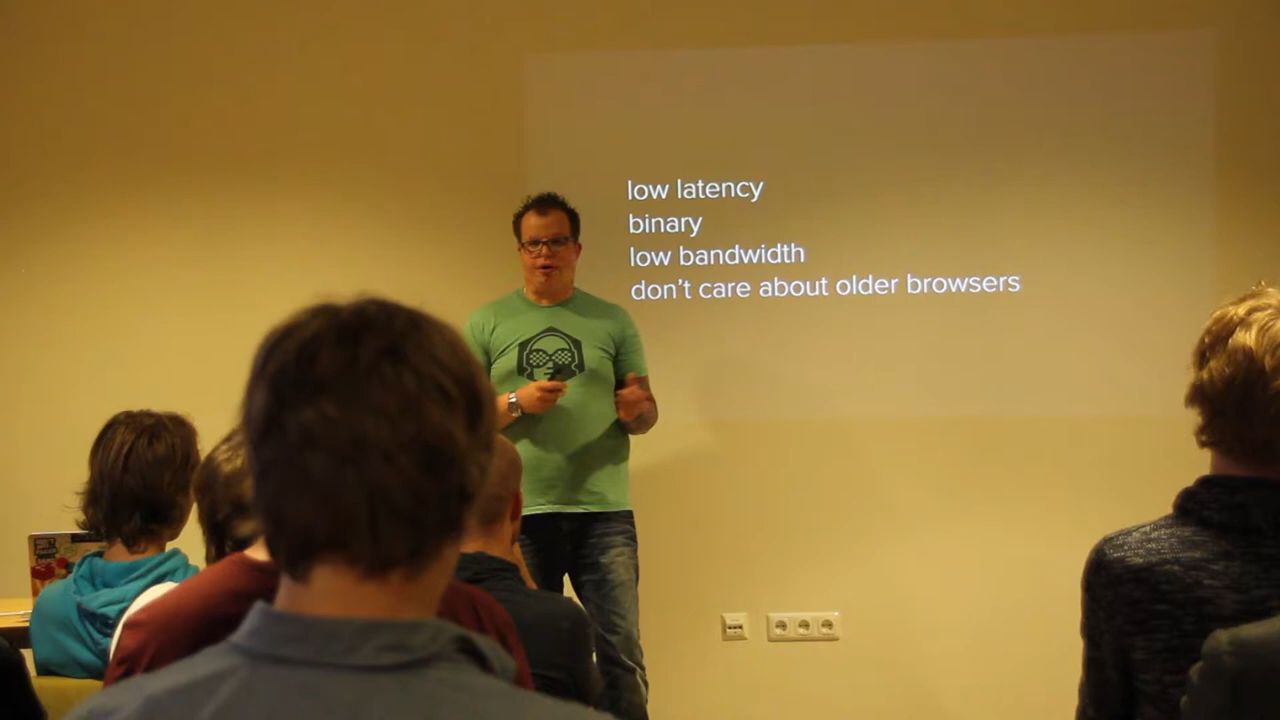 low latency
binary
low bandwidth
don't care about older browsers